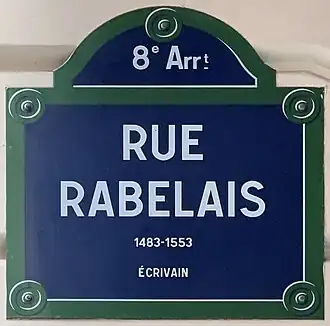 8e Arrt
RUE
RABELAIS
1483-1553
ÉCRIVAIN